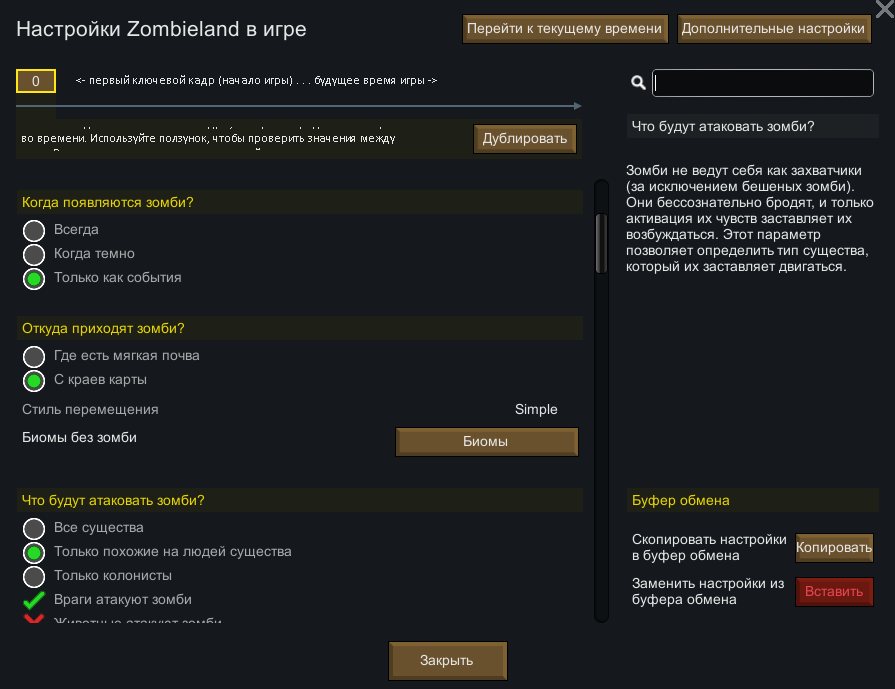 Настройки Zombieland в игре
Перейти к текущему времени
Дополнительные настройки
0
<- первый ключевой кадр (начало игры) . . . будущее время игры ->
во времени. Используйте ползунок, чтобы проверить значения между
Дублировать
Когда появляются зомби?
Всегда
Когда темно
Только как события
Откуда приходят зомби?
Где есть мягкая почва
С краев карты
Стиль перемещения
Simple
Биомы без зомби
Биомы
Что будут атаковать зомби?
Все существа
Только похожие на людей существа
Только колонисты
Враги атакуют зомби
Животные атакуют зомби
Что будут атаковать зомби?
Зомби не ведут себя как захватчики
(за исключением бешеных зомби).
Они бессознательно бродят, и только
активация их чувств заставляет их
возбуждаться. Этот параметр
позволяет определить тип существа,
который их заставляет двигаться.
Буфер обмена
Скопировать настройки
в буфер обмена
Копировать
Заменить настройки из
буфера обмена
Вставить
Закрыть